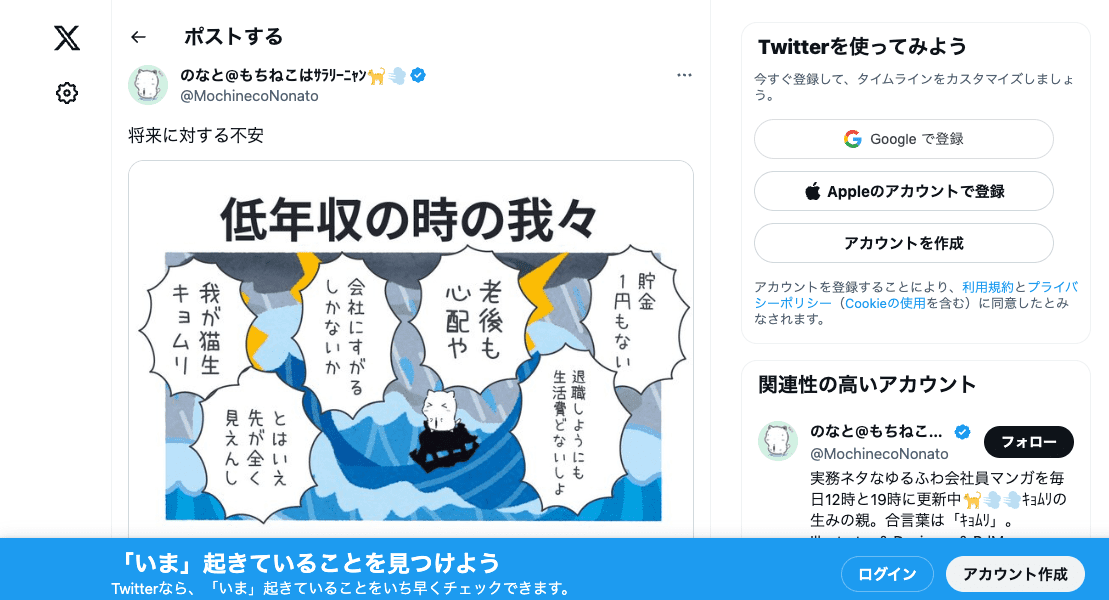 ポストする
のなと@もちねこはｻﾗﾘｰﾆｬﾝ🐈💨
@MochinecoNonato
将来に対する不安
低年収の時の我々
貯金
1円もない
老後も
心配や
会社にすがる
しかないか
我が猫生
キョムリ
退職しようにも
生活費どないしよ
とはいえ
先が全く
見えんし
Twitterを使ってみよう
今すぐ登録して、タイムラインをカスタマイズしましょ
う。
Google で登録
Appleのアカウントで登録
アカウントを作成
アカウントを登録することにより、利用規約とプライバ
シーポリシー（Cookieの使用を含む）に同意したとみ
なされます。
関連性の高いアカウント
のなと@もちねこ...
@MochinecoNonato
フォロー
実務ネタなゆるふわ会社員マンガを毎
日12時と19時に更新中🐈💨💨ｷｮﾑﾘの
生みの親。合言葉は「ｷｮﾑﾘ」。
「いま」起きていることを見つけよう
Twitterなら、「いま」起きていることをいち早くチェックできます。
ログイン
アカウント作成